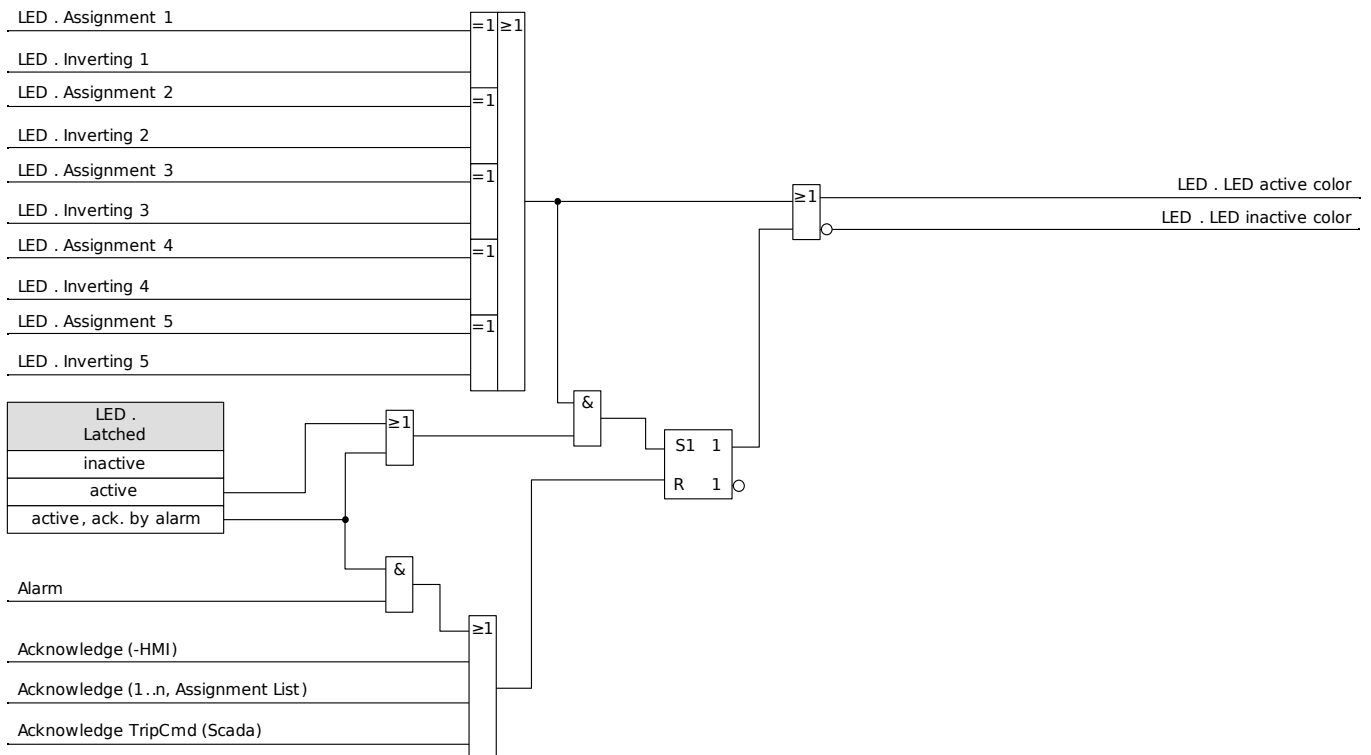 LED . Assignment 1
=1 ≥1
LED . Inverting 1
LED . Assignment 2
=1
LED . Inverting 2
LED . Assignment 3
=1
LED . Inverting 3
LED . Assignment 4
=1
LED . Inverting 4
LED . Assignment 5
=1
LED . Inverting 5
≥1
LED . LED active color
LED . LED inactive color
LED .
Latched
inactive
active
active, ack. by alarm
≥1
&
S1 1
R 1
&
Alarm
≥1
Acknowledge (-HMI)
Acknowledge (1..n, Assignment List)
Acknowledge TripCmd (Scada)